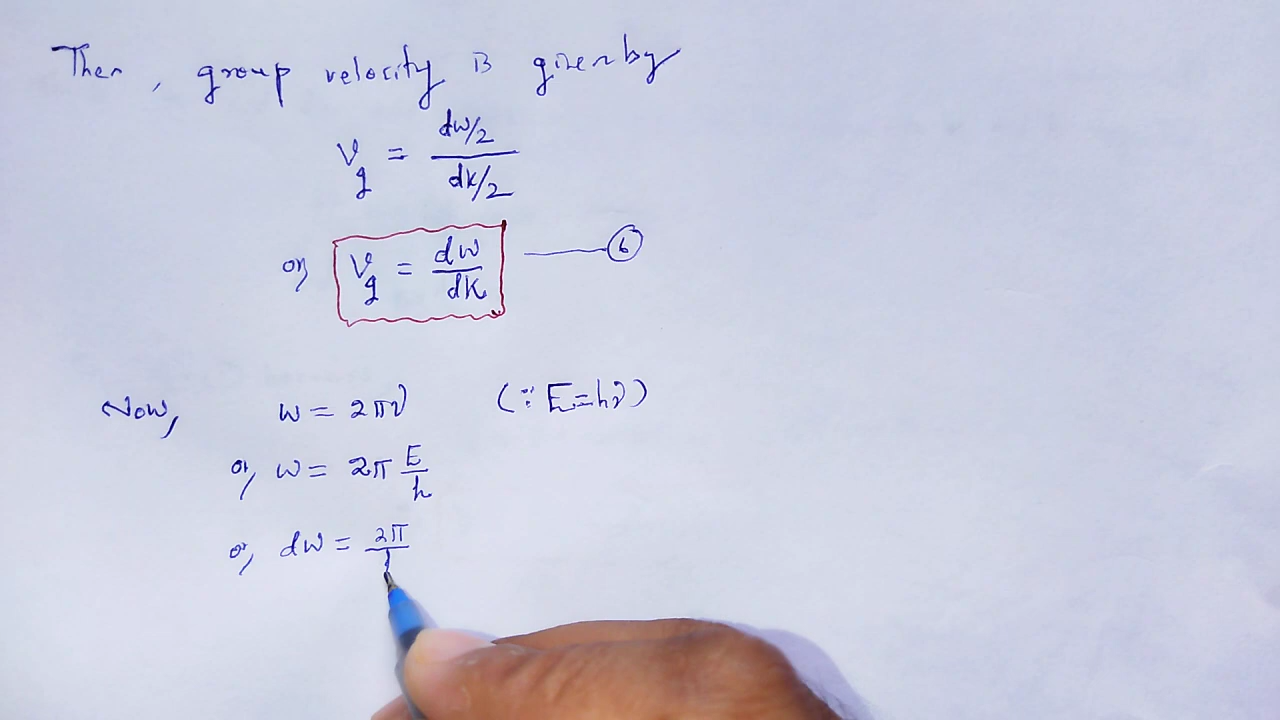 Then, group velocity is given by
Vg = dw/2 / dk/2
or, Vg = dw/dk —— 6
Now, w = 2πν (∵ E=hν)
or, w = 2π E/h
or, dw = 2π/